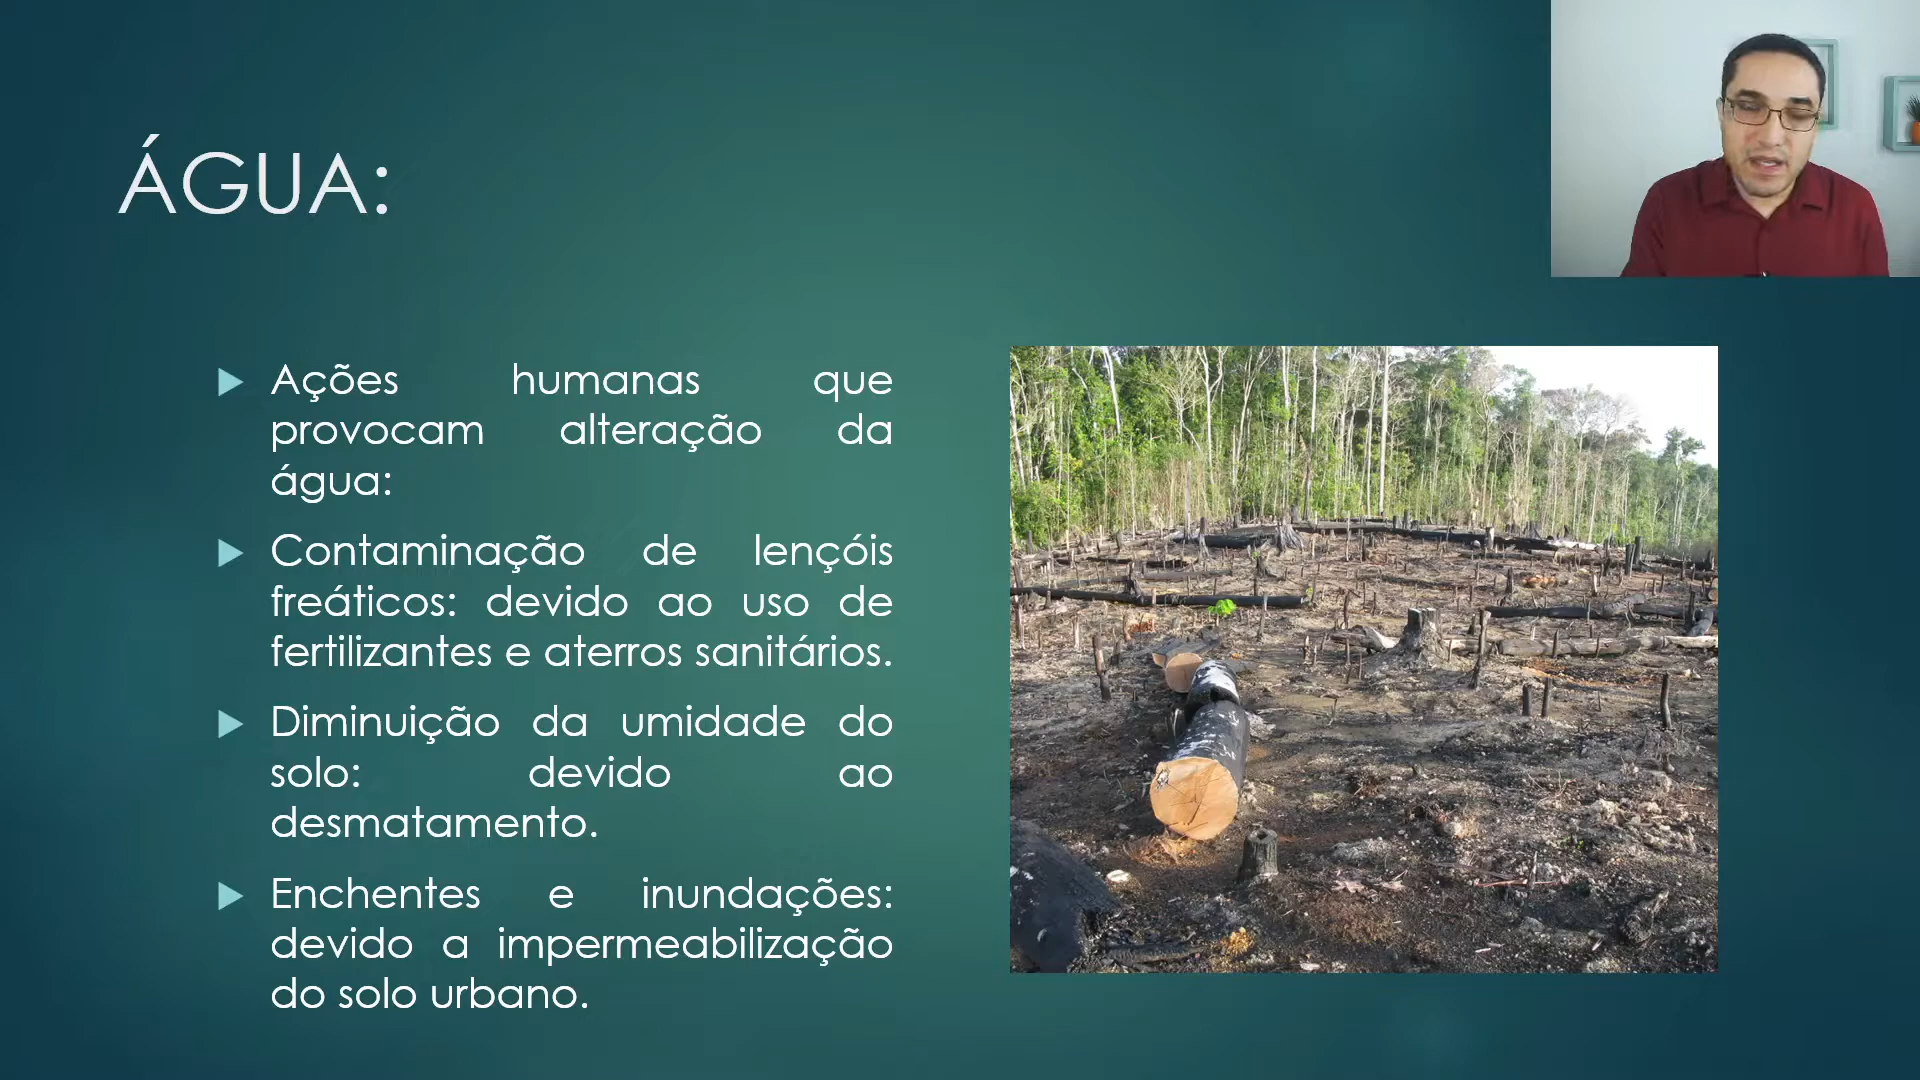 ÁGUA:
Ações humanas que
provocam alteração da
água:
Contaminação de lençóis
freáticos: devido ao uso de
fertilizantes e aterros sanitários.
Diminuição da umidade do
solo: devido ao
desmatamento.
Enchentes e inundações:
devido a impermeabilização
do solo urbano.